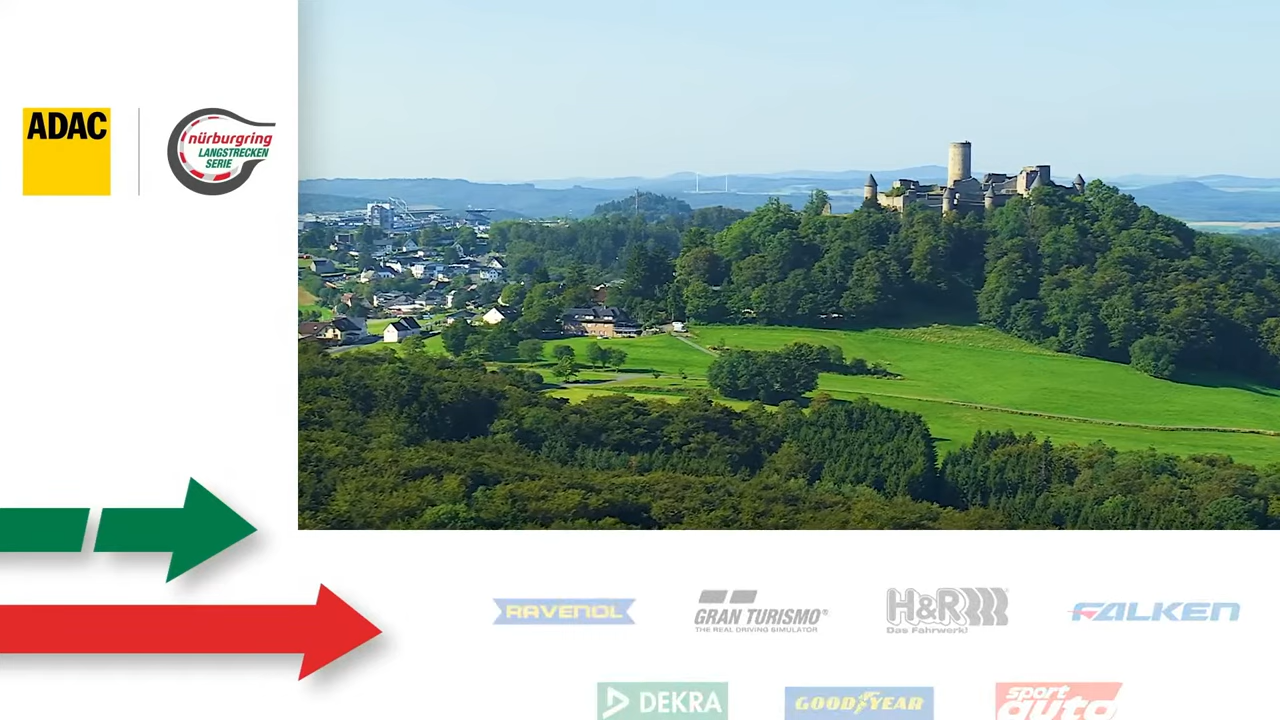 ADAC
nürburgring
LANGSTRECKEN
SERIE
RAVENOL
GRAN TURISMO®
THE REAL DRIVING SIMULATOR
H&R
Das Fahrwerk!
FALKEN
DEKRA
GOODYEAR
sport
auto